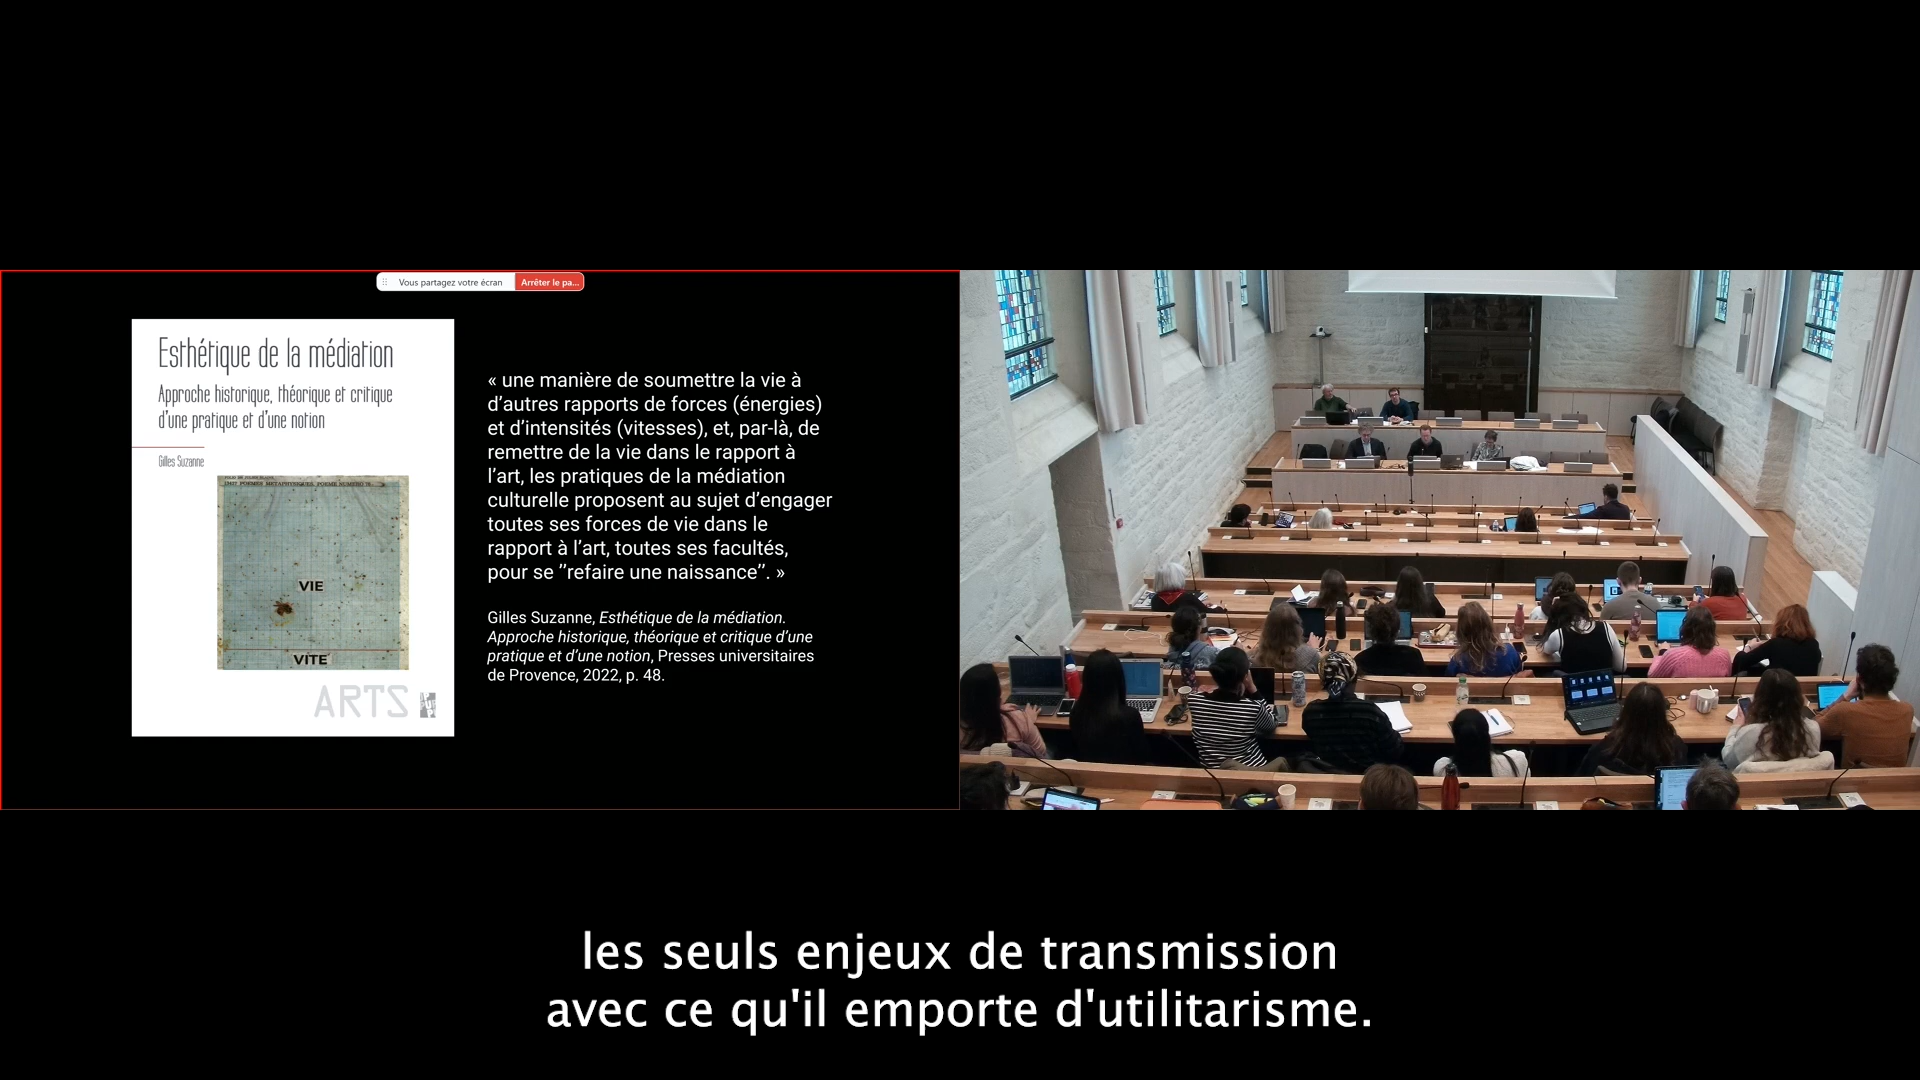 Vous partagez votre écran
Arrêter le pa...
Esthétique de la médiation
Approche historique, théorique et critique
d'une pratique et d'une notion
Gilles Suzanne
VIE
VITE
ARTS
« une manière de soumettre la vie à
d’autres rapports de forces (énergies)
et d’intensités (vitesses), et, par-là, de
remettre de la vie dans le rapport à
l’art, les pratiques de la médiation
culturelle proposent au sujet d’engager
toutes ses forces de vie dans le
rapport à l’art, toutes ses facultés,
pour se ’’refaire une naissance’’. »
Gilles Suzanne, Esthétique de la médiation.
Approche historique, théorique et critique d’une
pratique et d’une notion, Presses universitaires
de Provence, 2022, p. 48.
les seuls enjeux de transmission
avec ce qu'il emporte d'utilitarisme.